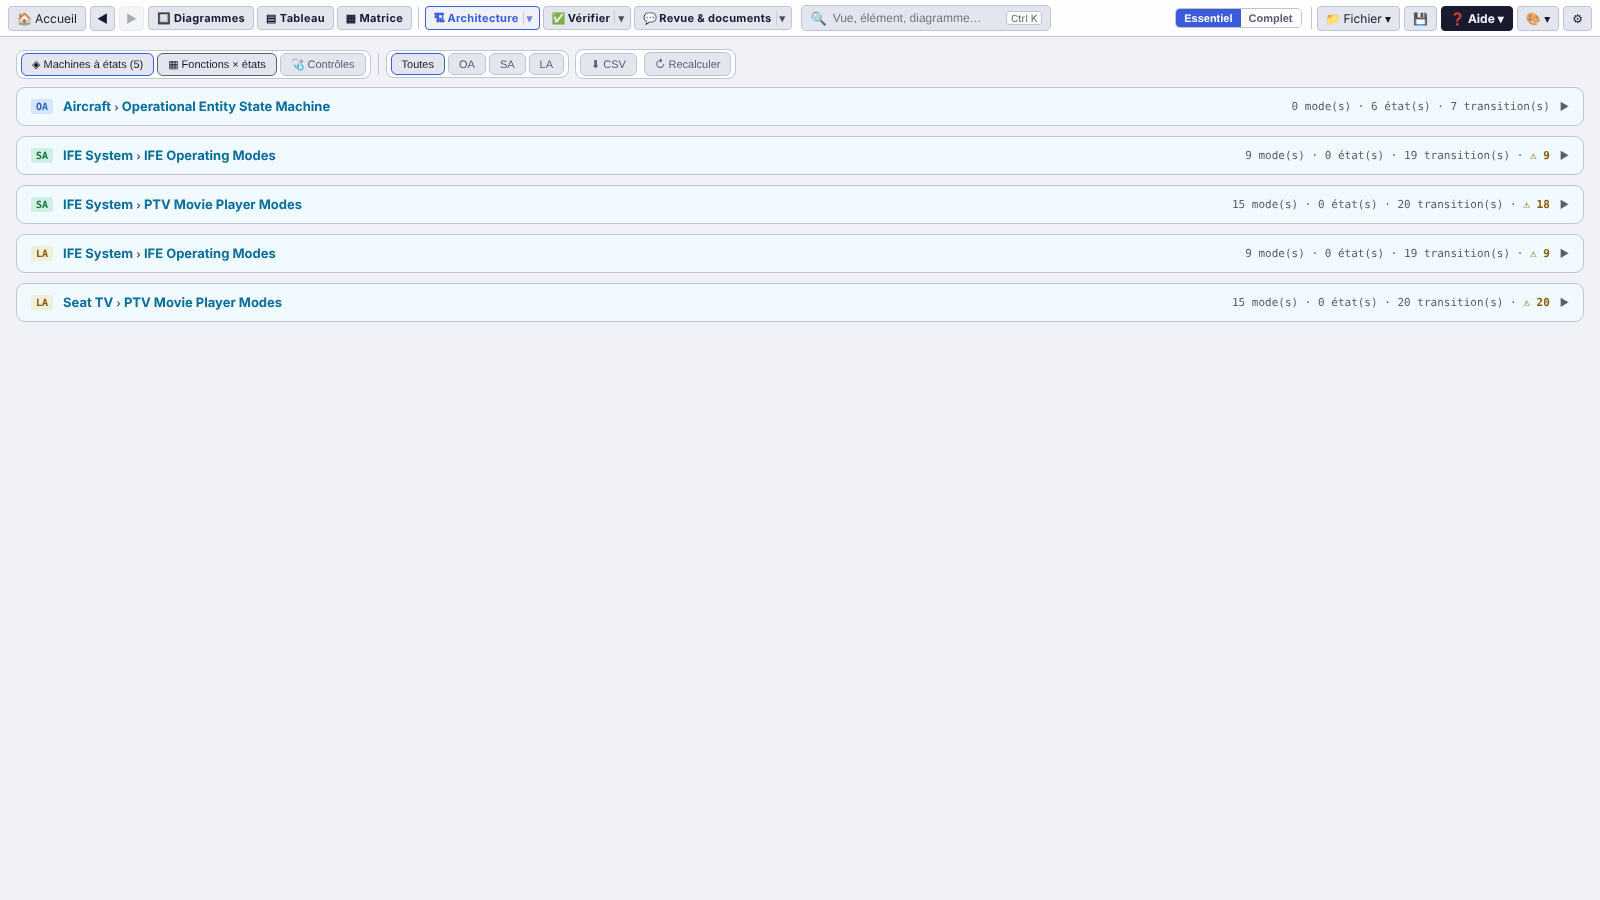 🏠 Accueil ◀ ▶ 🔲 Diagrammes ▤ Tableau ▦ Matrice 🏗 Architecture ▾ ✅ Vérifier ▾ 💬 Revue & documents ▾ 🔍 Vue, élément, diagramme… Ctrl K Essentiel Complet 📁 Fichier ▾ 💾 ❓ Aide ▾ 🎨 ▾ ⚙
◈ Machines à états (5) ▦ Fonctions × états 🩺 Contrôles Toutes OA SA LA ⬇ CSV ↻ Recalculer
OA Aircraft › Operational Entity State Machine 0 mode(s) · 6 état(s) · 7 transition(s) ▶
SA IFE System › IFE Operating Modes 9 mode(s) · 0 état(s) · 19 transition(s) · ⚠ 9 ▶
SA IFE System › PTV Movie Player Modes 15 mode(s) · 0 état(s) · 20 transition(s) · ⚠ 18 ▶
LA IFE System › IFE Operating Modes 9 mode(s) · 0 état(s) · 19 transition(s) · ⚠ 9 ▶
LA Seat TV › PTV Movie Player Modes 15 mode(s) · 0 état(s) · 20 transition(s) · ⚠ 20 ▶